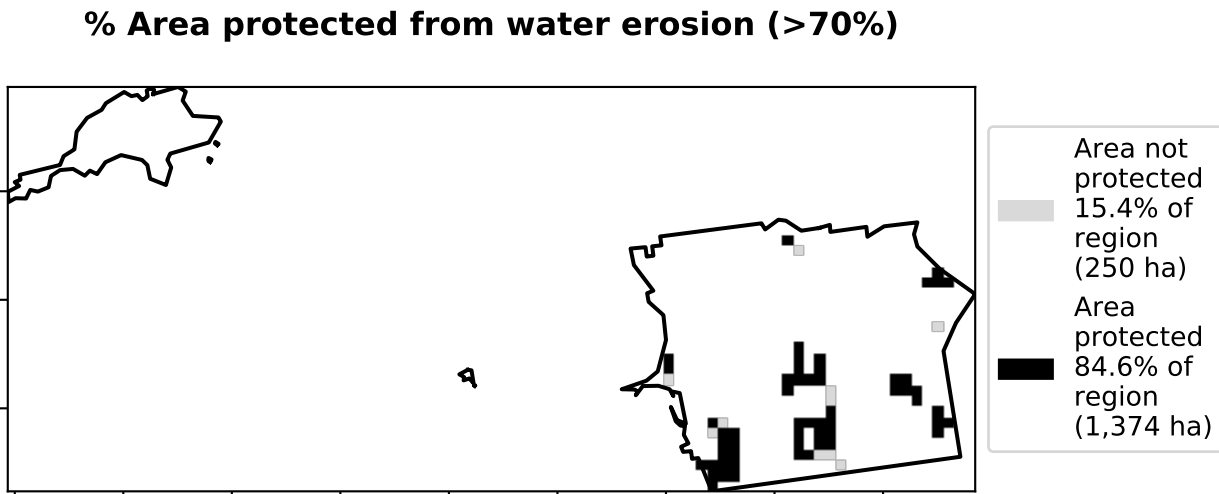 % Area protected from water erosion (>70%)
Area not
protected
15.4% of
region
(250 ha)
Area
protected
84.6% of
region
(1,374 ha)